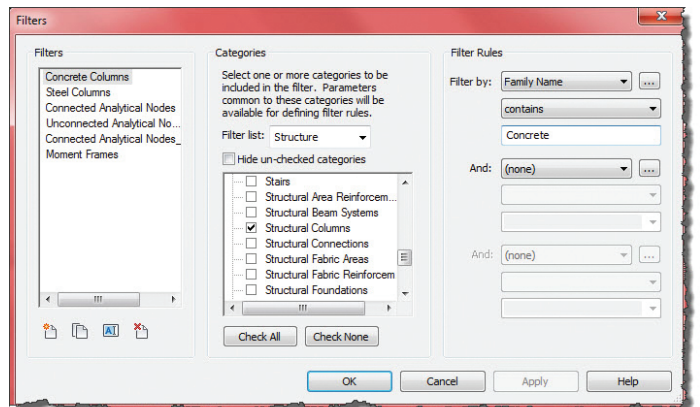 Filters
Filters
Concrete Columns
Steel Columns
Connected Analytical Nodes
Unconnected Analytical No...
Connected Analytical Nodes_
Moment Frames
Categories
Select one or more categories to be
included in the filter. Parameters
common to these categories will be
available for defining filter rules.
Filter list: Structure
Hide un-checked categories
Stairs
Structural Area Reinforcem...
Structural Beam Systems
Structural Columns
Structural Connections
Structural Fabric Areas
Structural Fabric Reinforcem
Structural Foundations
Check All Check None
Filter Rules
Filter by: Family Name ...
contains
Concrete
And: (none) ...
And: (none) ...
OK Cancel Apply Help